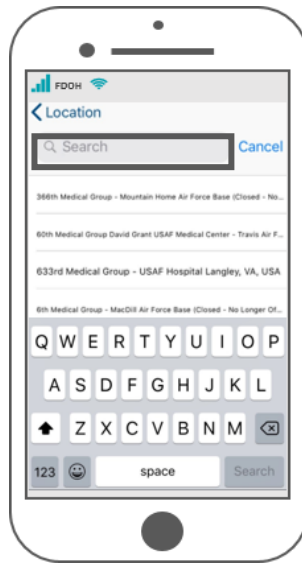 FDOH
Location
Search Cancel
366th Medical Group - Mountain Home Air Force Base (Closed - No...
60th Medical Group David Grant USAF Medical Center - Travis Air F...
633rd Medical Group - USAF Hospital Langley, VA, USA
6th Medical Group - MacDill Air Force Base (Closed - No Longer Of...
Q W E R T Y U I O P
A S D F G H J K L
Z X C V B N M
123 space Search